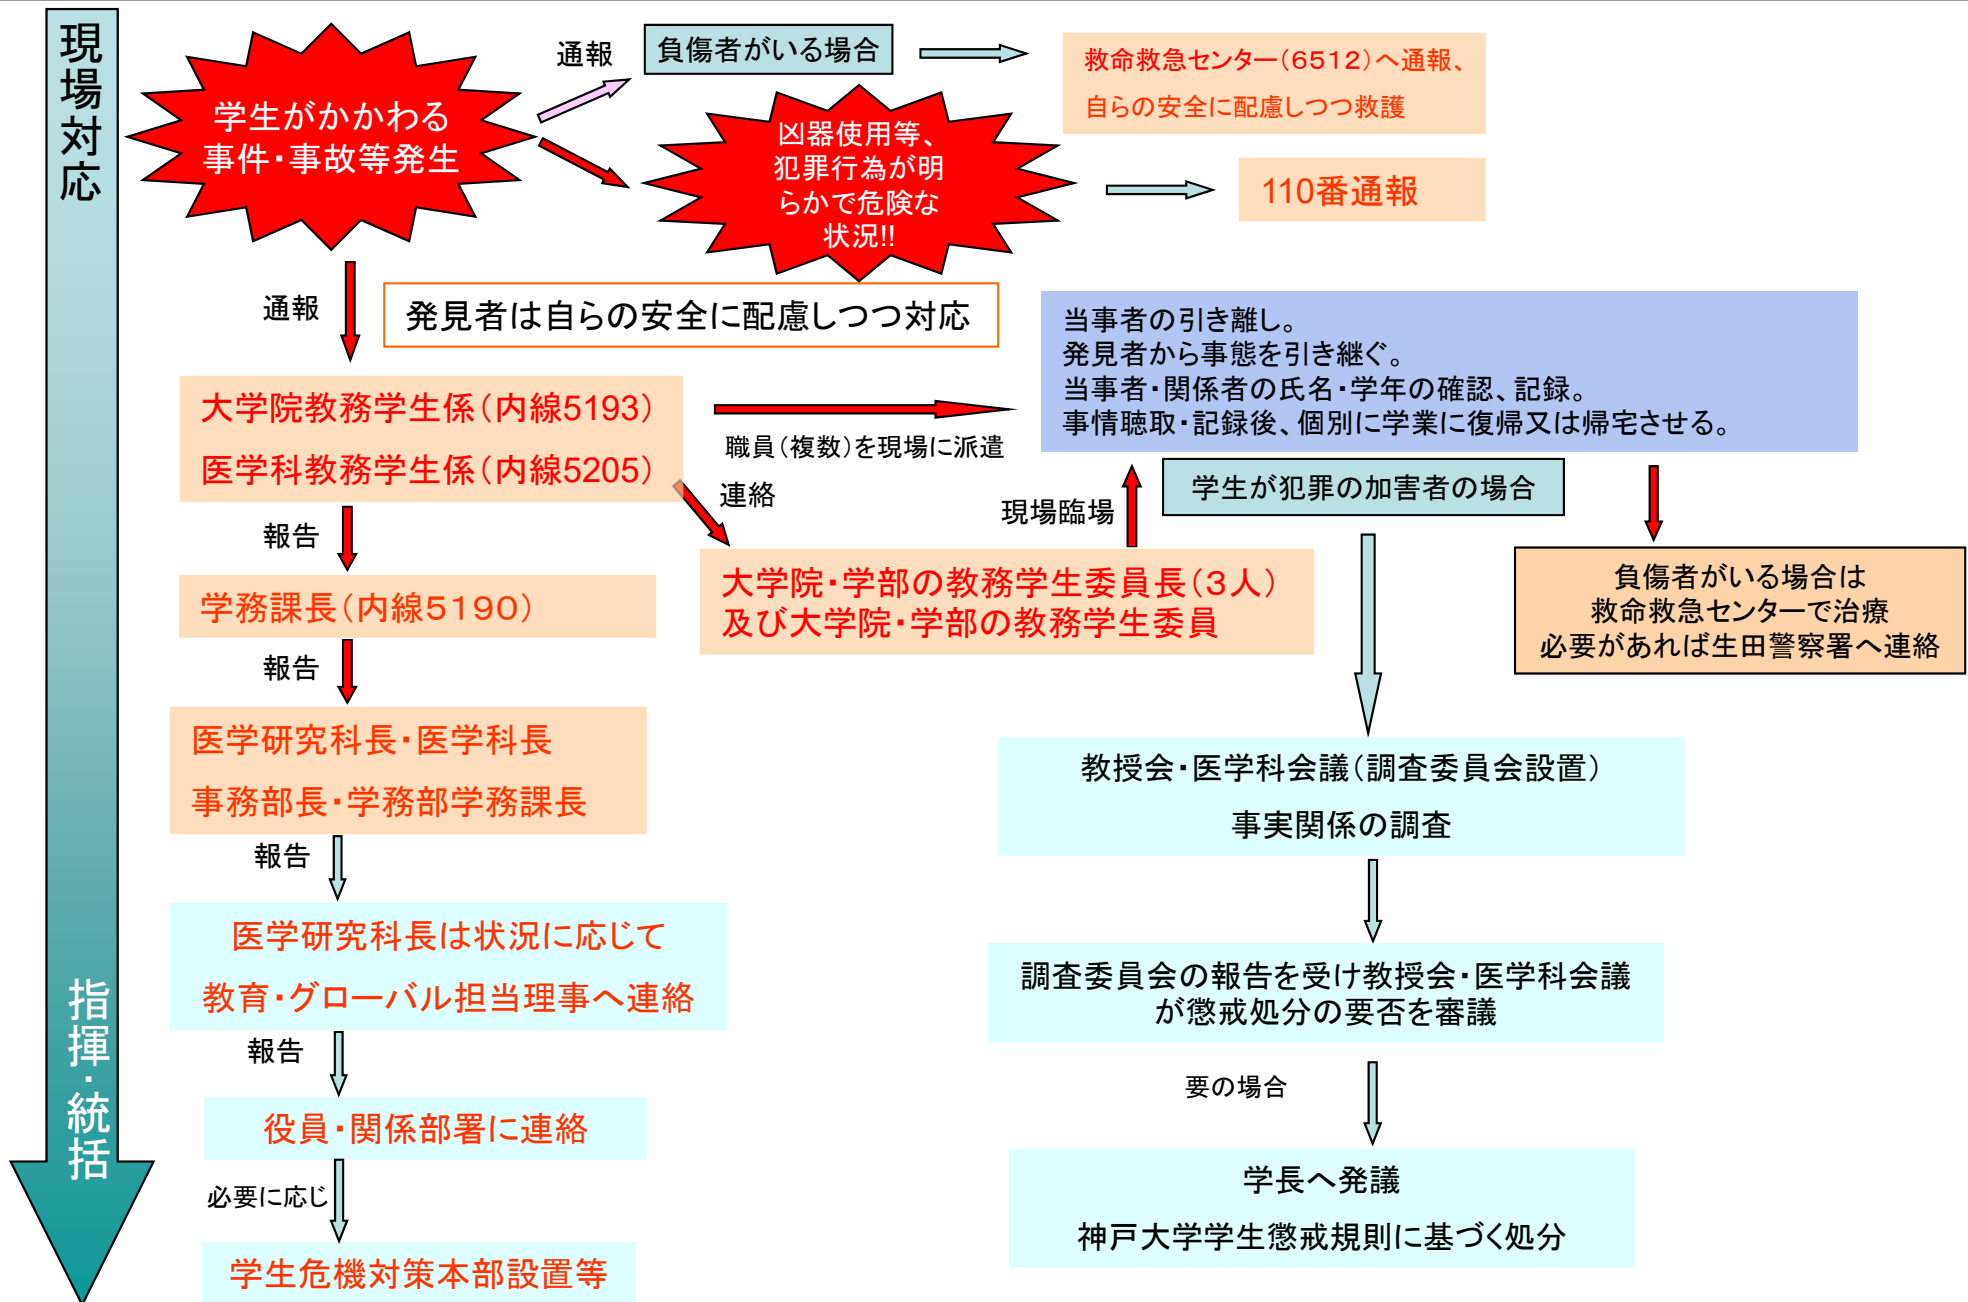 現場対応
指揮・統括
学生がかかわる
事件・事故等発生
通報
負傷者がいる場合
救命救急センター（6512）へ通報、
自らの安全に配慮しつつ救護
凶器使用等、
犯罪行為が明
らかで危険な
状況!!
110番通報
通報
発見者は自らの安全に配慮しつつ対応
大学院教務学生係（内線5193）
医学科教務学生係（内線5205）
職員（複数）を現場に派遣
当事者の引き離し。
発見者から事態を引き継ぐ。
当事者・関係者の氏名・学年の確認、記録。
事情聴取・記録後、個別に学業に復帰又は帰宅させる。
連絡
現場臨場
学生が犯罪の加害者の場合
報告
大学院・学部の教務学生委員長（３人）
及び大学院・学部の教務学生委員
負傷者がいる場合は
救命救急センターで治療
必要があれば生田警察署へ連絡
学務課長（内線５１９０）
報告
医学研究科長・医学科長
事務部長・学務部学務課長
教授会・医学科会議（調査委員会設置）
事実関係の調査
報告
医学研究科長は状況に応じて
教育・グローバル担当理事へ連絡
調査委員会の報告を受け教授会・医学科会議
が懲戒処分の要否を審議
報告
要の場合
役員・関係部署に連絡
必要に応じ
学長へ発議
神戸大学学生懲戒規則に基づく処分
学生危機対策本部設置等